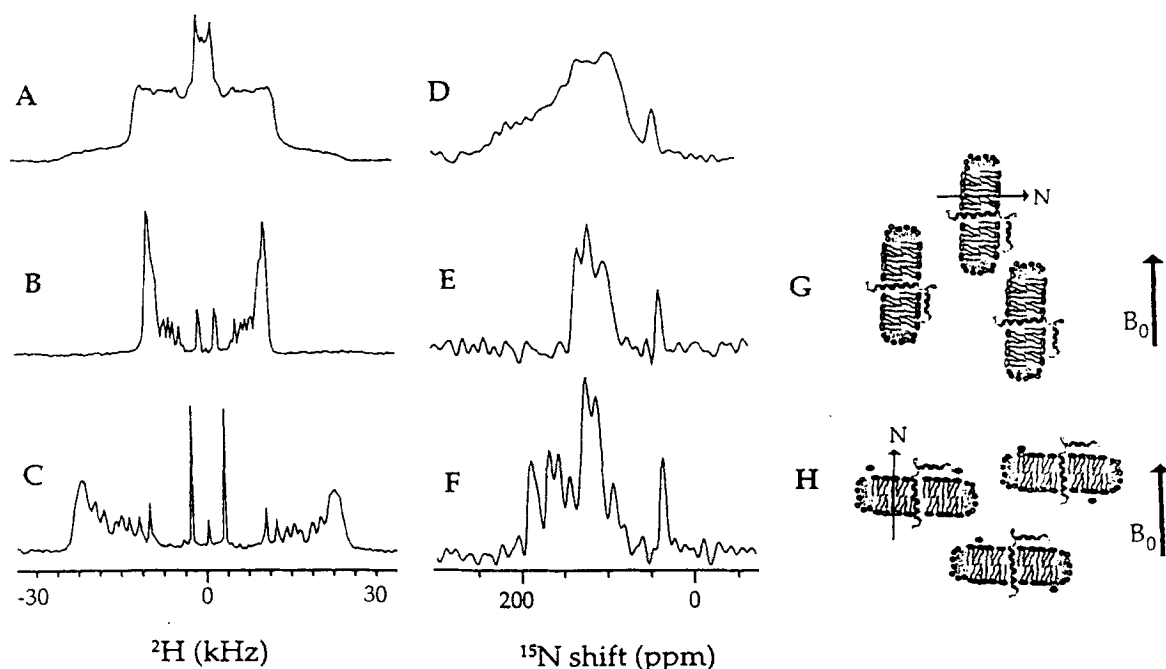 A
B
C
-30 0 30
²H (kHz)
D
E
F
200 0
¹⁵N shift (ppm)
G
N
B₀
H
N
B₀